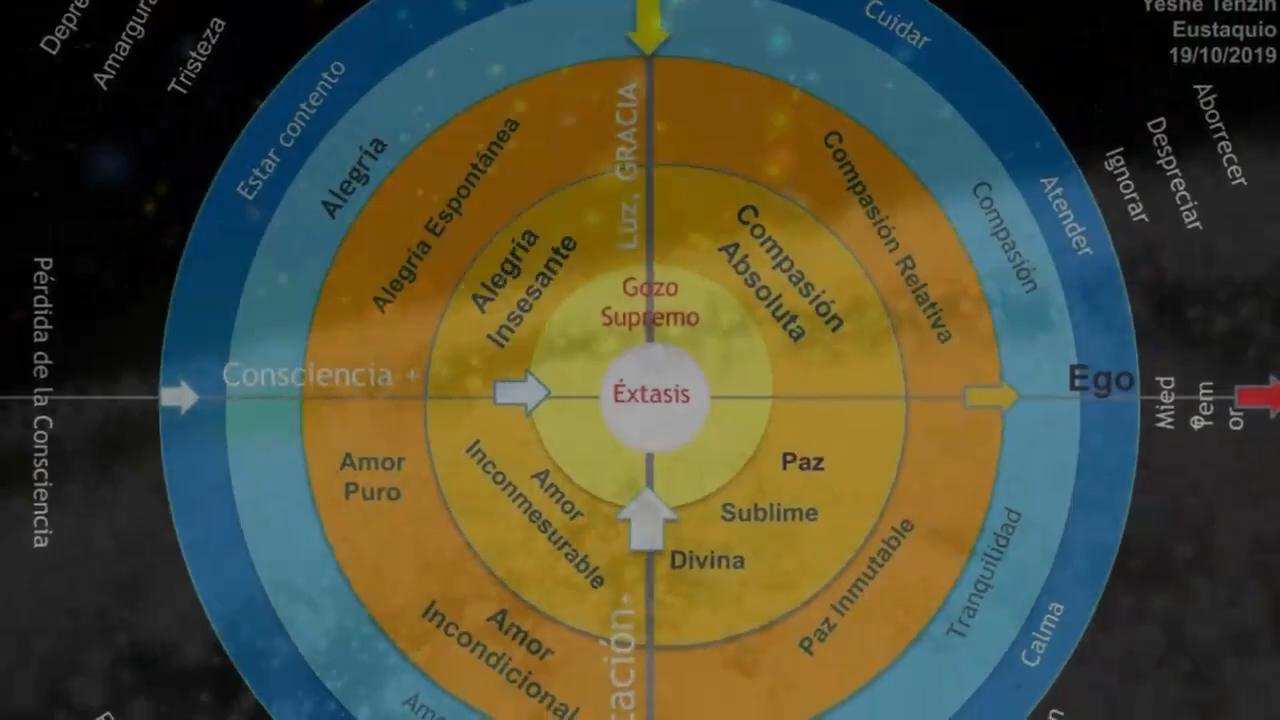 Yeshe Tenzin
Eustaquio
19/10/2019
Amargura
Tristeza
Cuidar
Estar contento
Alegría
Alegría Espontánea
Alegría
Insesante
Luz, GRACIA
Compasión
Absoluta
Compasión Relativa
Compasión
Atender
Ignorar
Despreciar
Aborrecer
Gozo
Supremo
Éxtasis
Pérdida de la Consciencia
Consciencia +
Ego
Amor
Puro
Amor
Inconmesurable
Amor
Incondicional
Paz
Sublime
Divina
Paz Inmutable
Tranquilidad
Calma